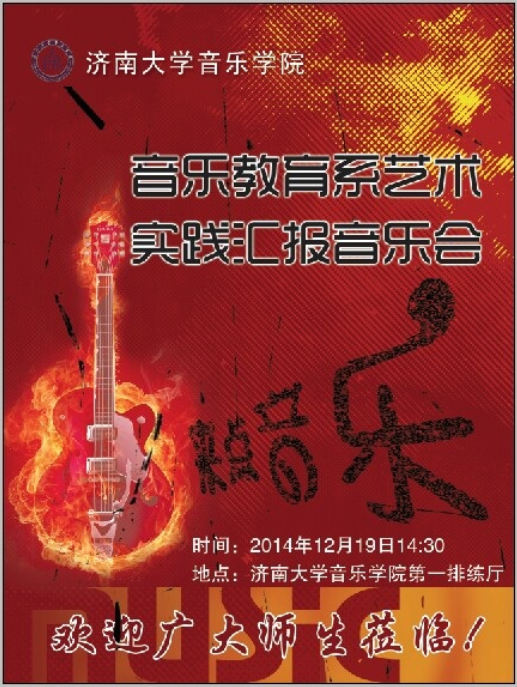 济南大学音乐学院
音乐教育系艺术
实践汇报音乐会
来点音乐
时间：2014年12月19日14:30
地点：济南大学音乐学院第一排练厅
MUSIC
欢迎广大师生莅临！